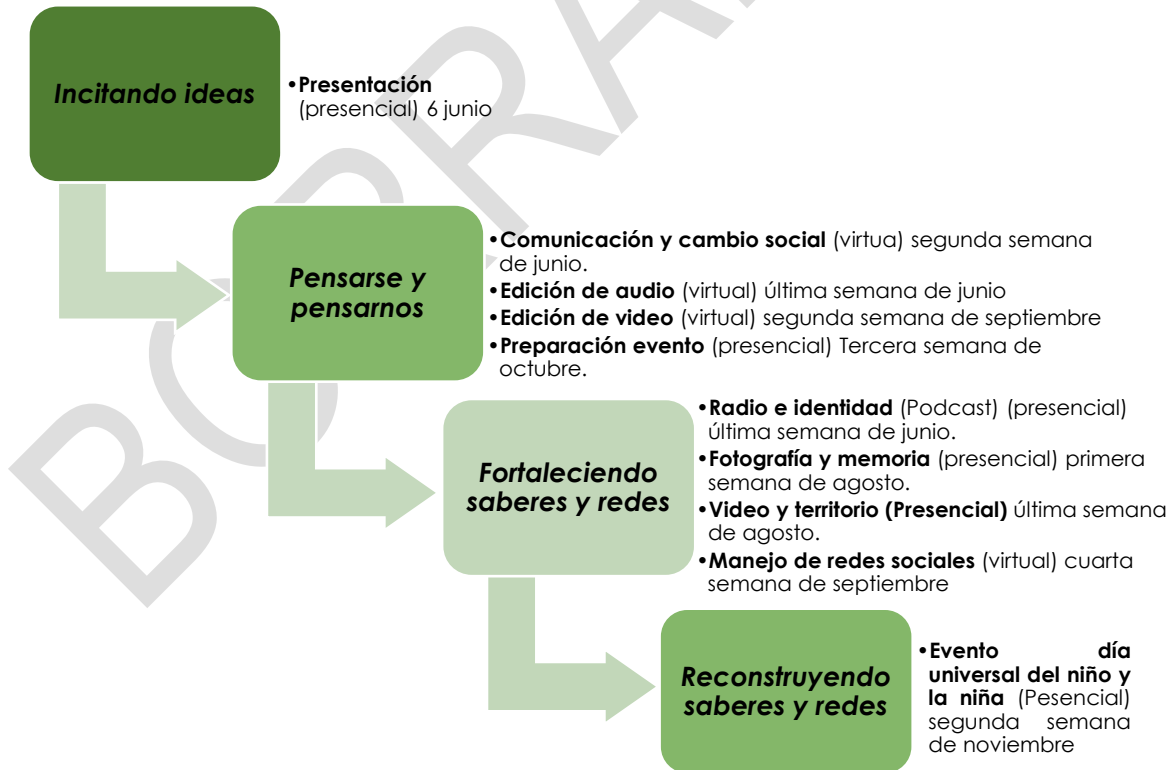 Incitando ideas
•Presentación
(presencial) 6 junio
Pensarse y
pensarnos
•Comunicación y cambio social (virtua) segunda semana
de junio.
•Edición de audio (virtual) última semana de junio
•Edición de video (virtual) segunda semana de septiembre
•Preparación evento (presencial) Tercera semana de
octubre.
Fortaleciendo
saberes y redes
•Radio e identidad (Podcast) (presencial)
última semana de junio.
•Fotografía y memoria (presencial) primera
semana de agosto.
•Video y territorio (Presencial) última semana
de agosto.
•Manejo de redes sociales (virtual) cuarta
semana de septiembre
Reconstruyendo
saberes y redes
•Evento día
universal del niño y
la niña (Pesencial)
segunda semana
de noviembre